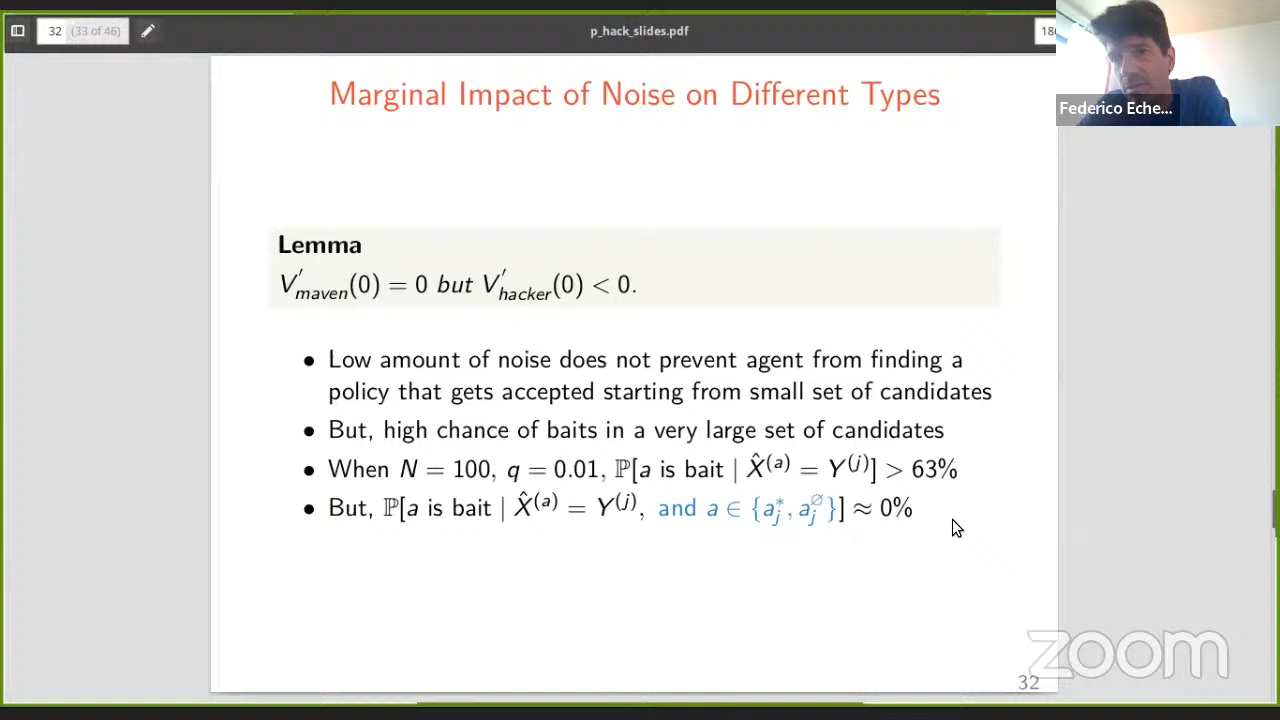 32 (33 of 46)
p_hack_slides.pdf
Federico Eche...
Marginal Impact of Noise on Different Types
Lemma
V′maven(0) = 0 but V′hacker(0) < 0.
• Low amount of noise does not prevent agent from finding a
policy that gets accepted starting from small set of candidates
• But, high chance of baits in a very large set of candidates
• When N = 100, q = 0.01, ℙ[a is bait | X̂^(a) = Y^(j)] > 63%
• But, ℙ[a is bait | X̂^(a) = Y^(j), and a ∈ {a_j^*, a_j^∅}] ≈ 0%
zoom
32